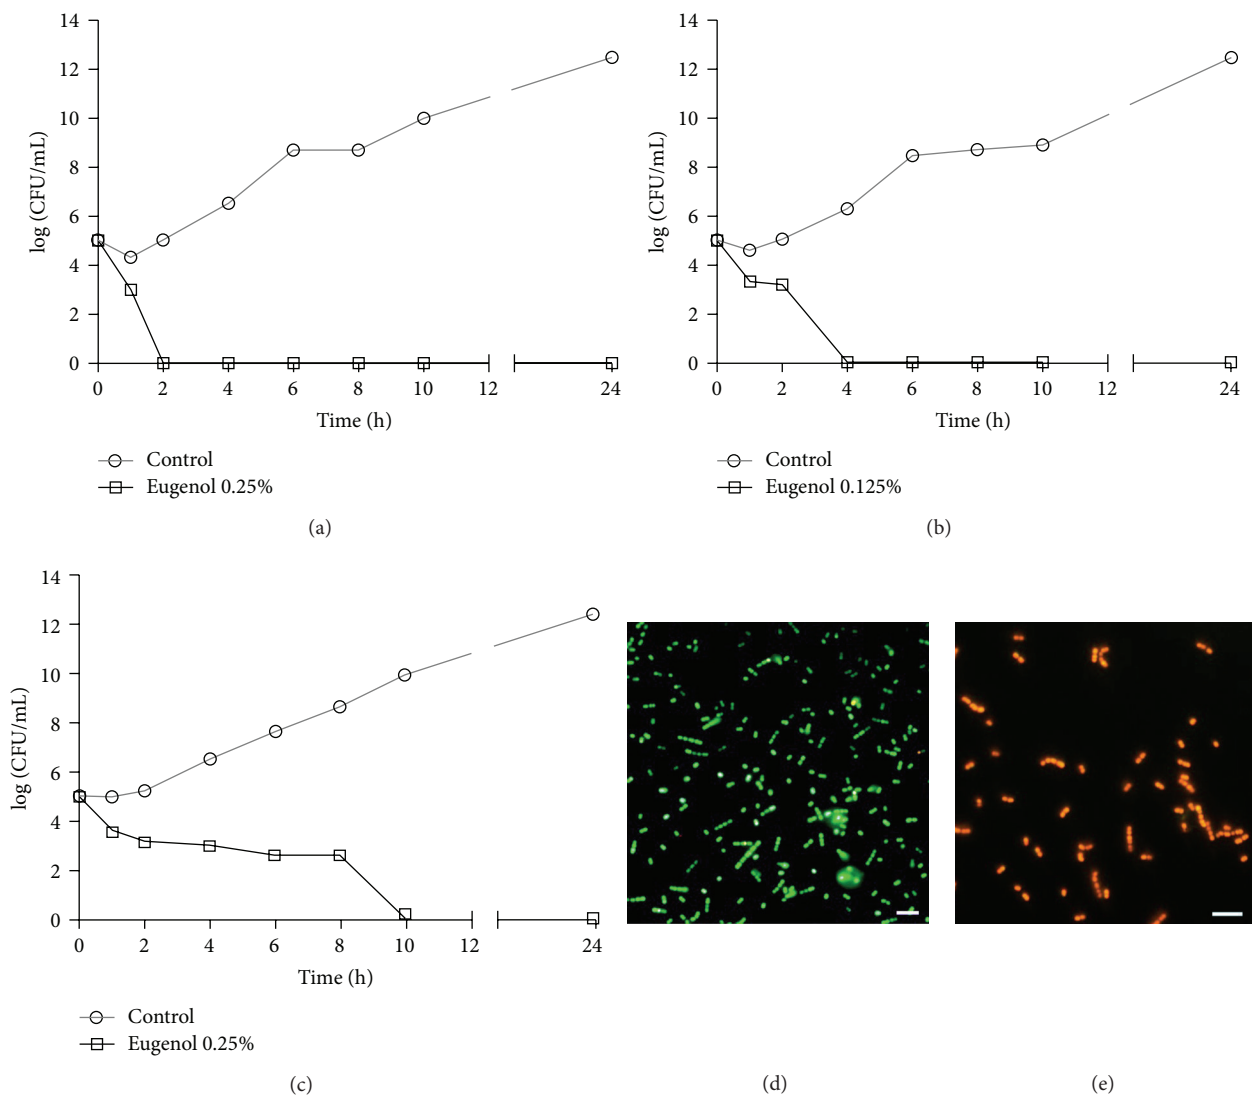 14
12
10
8
6
4
2
0
log (CFU/mL)
0 2 4 6 8 10 12 24
Time (h)
Control
Eugenol 0.25%
(a)
14
12
10
8
6
4
2
0
log (CFU/mL)
0 2 4 6 8 10 12 24
Time (h)
Control
Eugenol 0.125%
(b)
14
12
10
8
6
4
2
0
log (CFU/mL)
0 2 4 6 8 10 12 24
Time (h)
Control
Eugenol 0.25%
(c)
(d)
(e)